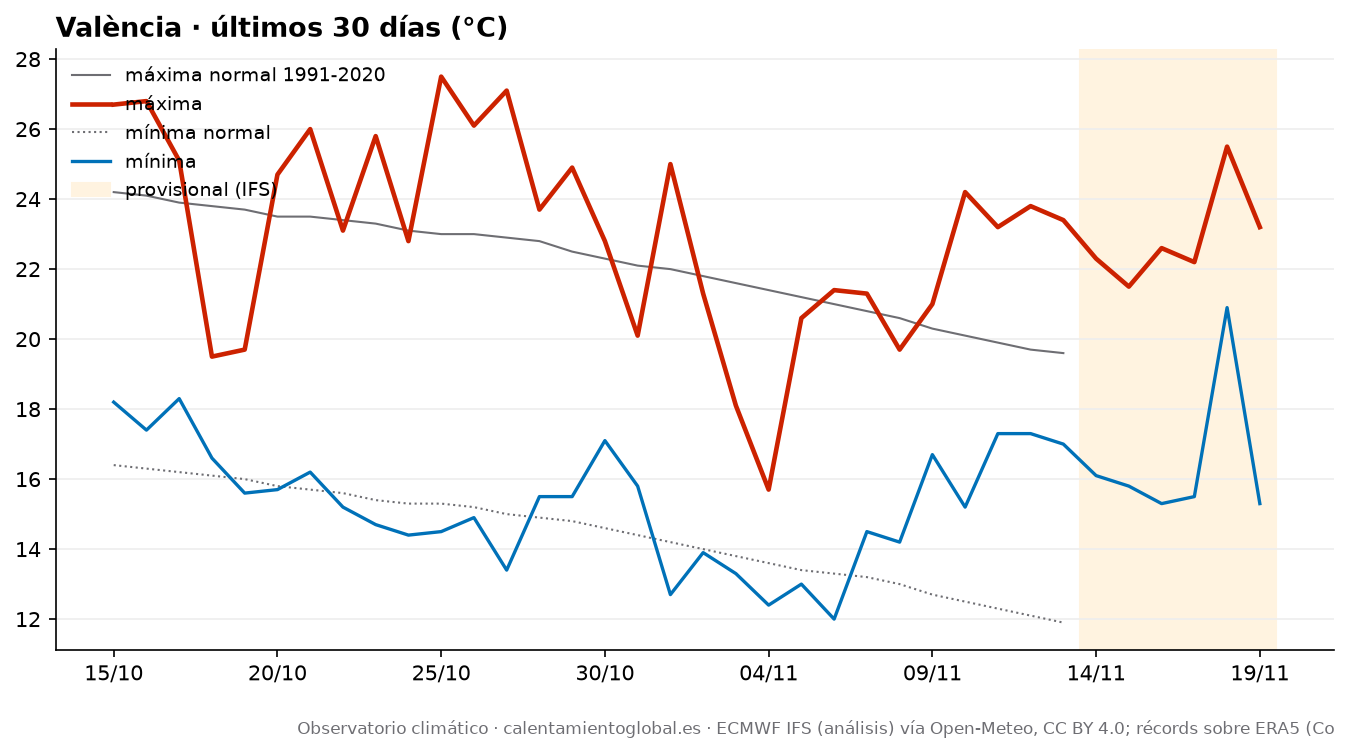 València · últimos 30 días (°C)
máxima normal 1991-2020
máxima
mínima normal
mínima
provisional (IFS)
28
26
24
22
20
18
16
14
12
15/10 20/10 25/10 30/10 04/11 09/11 14/11 19/11
Observatorio climático · calentamientoglobal.es · ECMWF IFS (análisis) vía Open-Meteo, CC BY 4.0; récords sobre ERA5 (Co